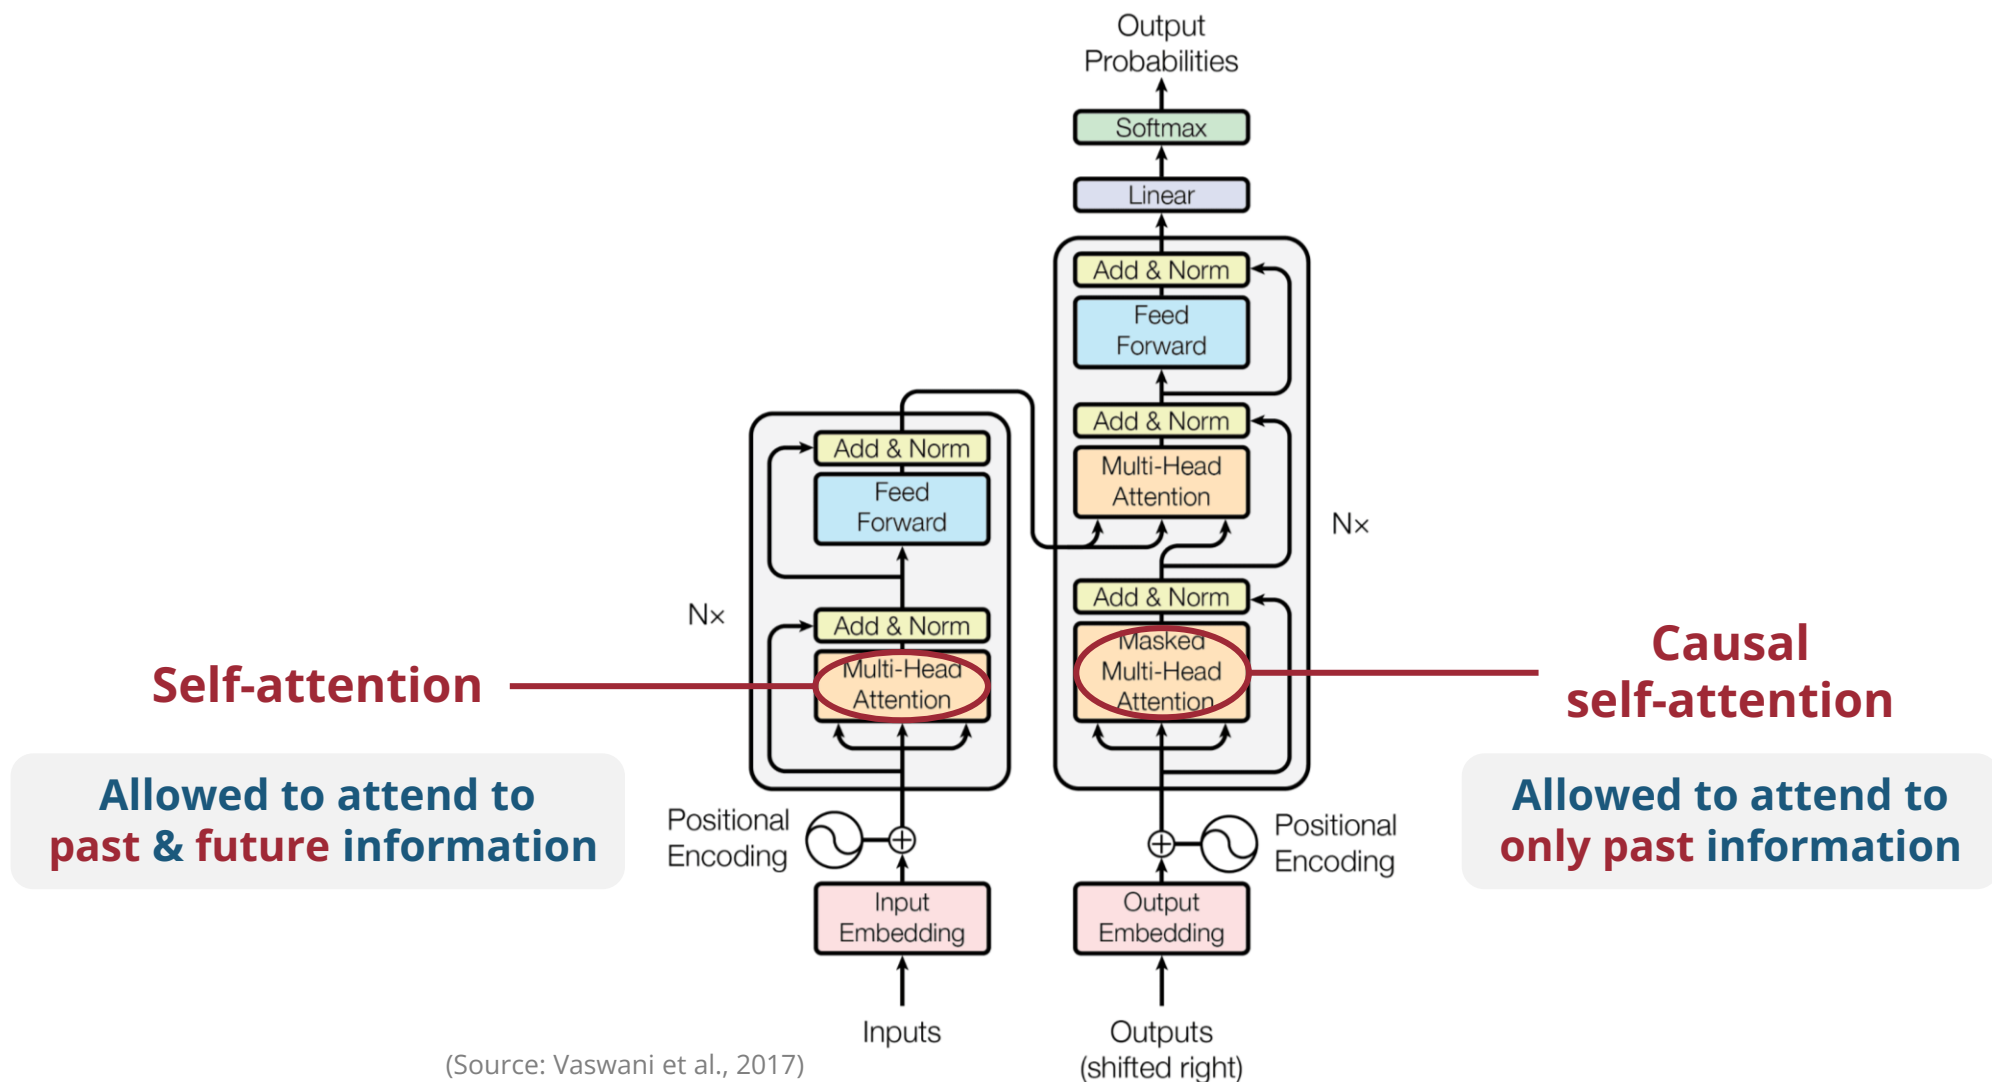 Output
Probabilities
Softmax
Linear
Add & Norm
Feed
Forward
Add & Norm
Multi-Head
Attention
Nx
Add & Norm
Masked
Multi-Head
Attention
Causal
self-attention
Allowed to attend to
only past information
Positional
Encoding
Output
Embedding
Outputs
(shifted right)
Add & Norm
Feed
Forward
Nx
Add & Norm
Multi-Head
Attention
Self-attention
Allowed to attend to
past & future information
Positional
Encoding
Input
Embedding
Inputs
(Source: Vaswani et al., 2017)